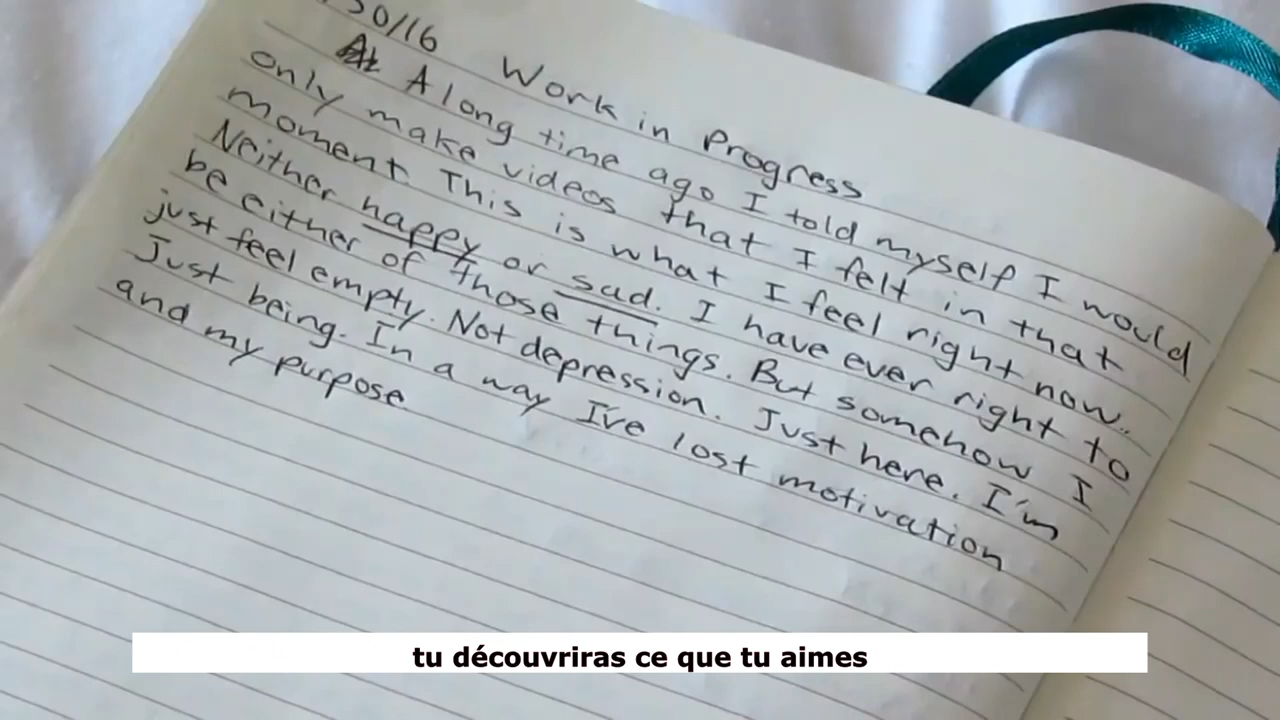 30/16 Work in Progress
A long time ago I told myself I would
only make videos that I felt in that
moment. This is what I feel right now..
Neither happy or sad. I have ever right to
be either of those things. But somehow I
just feel empty. Not depression. Just here. I'm
Just being. In a way I've lost motivation
and my purpose
tu découvriras ce que tu aimes